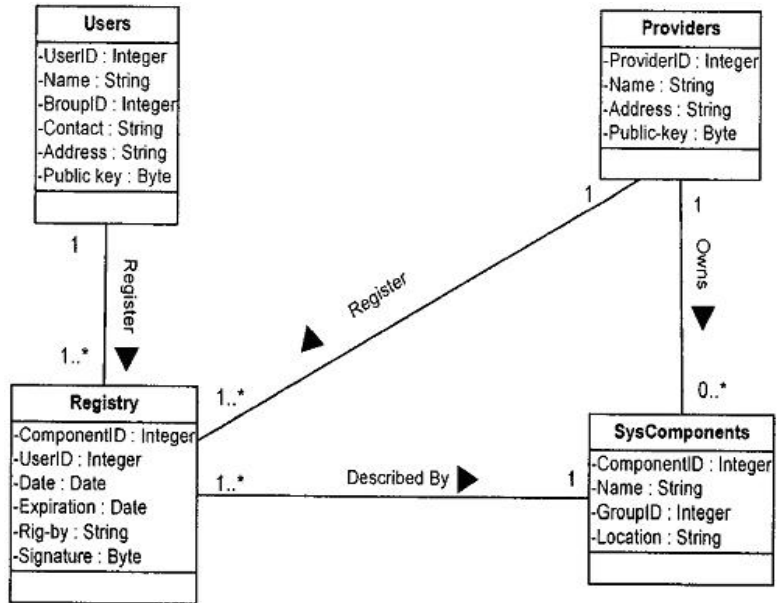 Users
-UserID : Integer
-Name : String
-BroupID : Integer
-Contact : String
-Address : String
-Public key : Byte
Providers
-ProviderID : Integer
-Name : String
-Address : String
-Public-key : Byte
1
Register
1..*
1
Register
1..*
1
Owns
0..*
Registry
-ComponentID : Integer
-UserID : Integer
-Date : Date
-Expiration : Date
-Rig-by : String
-Signature : Byte
1..*
Described By
1
SysComponents
-ComponentID : Integer
-Name : String
-GroupID : Integer
-Location : String